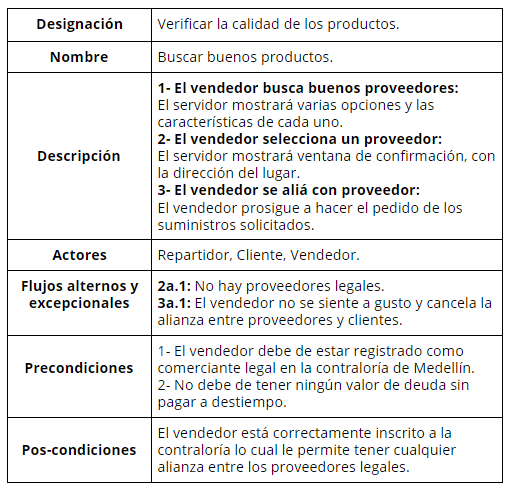 Designación
Verificar la calidad de los productos.
Nombre
Buscar buenos productos.
Descripción
1- El vendedor busca buenos proveedores:
El servidor mostrará varias opciones y las
características de cada uno.
2- El vendedor selecciona un proveedor:
El servidor mostrará ventana de confirmación, con
la dirección del lugar.
3- El vendedor se aliá con proveedor:
El vendedor prosigue a hacer el pedido de los
suministros solicitados.
Actores
Repartidor, Cliente, Vendedor.
Flujos alternos y
excepcionales
2a.1: No hay proveedores legales.
3a.1: El vendedor no se siente a gusto y cancela la
alianza entre proveedores y clientes.
Precondiciones
1- El vendedor debe de estar registrado como
comerciante legal en la contraloría de Medellín.
2- No debe de tener ningún valor de deuda sin
pagar a destiempo.
Pos-condiciones
El vendedor está correctamente inscrito a la
contraloría lo cual le permite tener cualquier
alianza entre los proveedores legales.